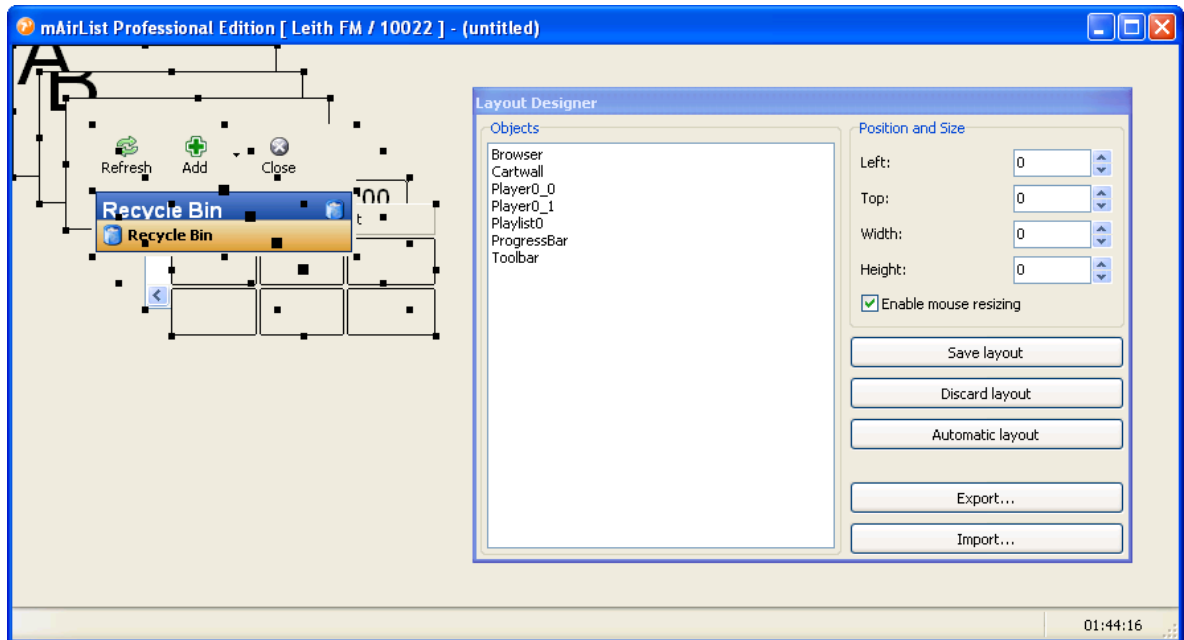 mAirList Professional Edition [ Leith FM / 10022 ] - (untitled)
A
B
Refresh Add Close
Recycle Bin
Recycle Bin
Layout Designer
Objects
Browser
Cartwall
Player0_0
Player0_1
Playlist0
ProgressBar
Toolbar
Position and Size
Left: 0
Top: 0
Width: 0
Height: 0
Enable mouse resizing
Save layout
Discard layout
Automatic layout
Export...
Import...
01:44:16